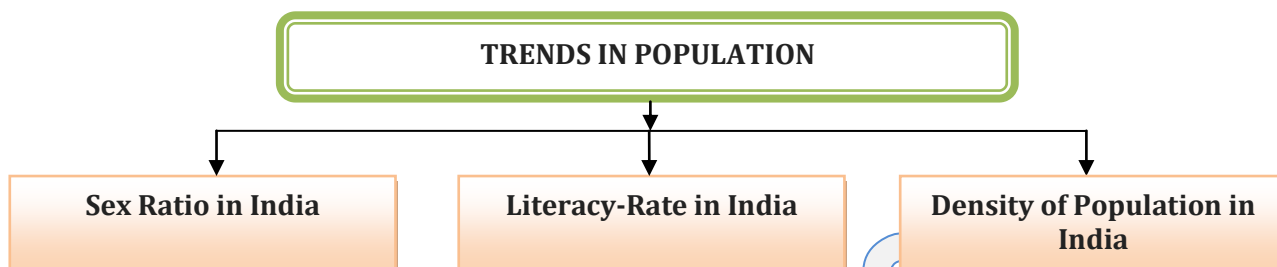 TRENDS IN POPULATION
Sex Ratio in India
Literacy-Rate in India
Density of Population in
India